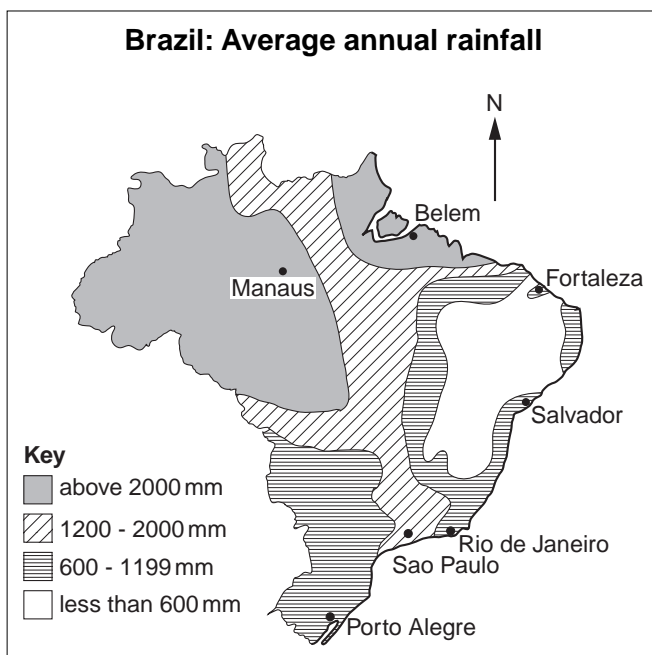 Brazil: Average annual rainfall
N
Belem
Manaus
Fortaleza
Salvador
Key
above 2000 mm
1200 - 2000 mm
600 - 1199 mm
less than 600 mm
Rio de Janeiro
Sao Paulo
Porto Alegre